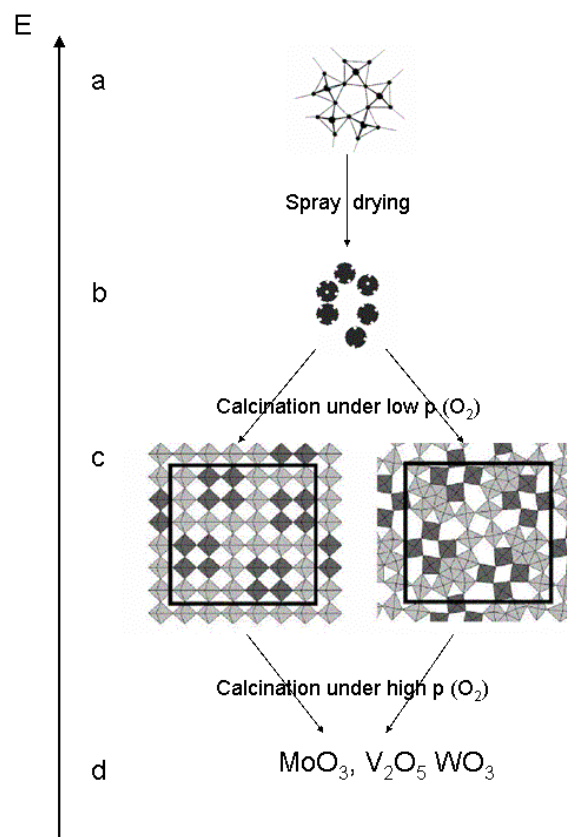 E
a
Spray drying
b
Calcination under low p (O₂)
c
Calcination under high p (O₂)
d
MoO₃, V₂O₅ WO₃